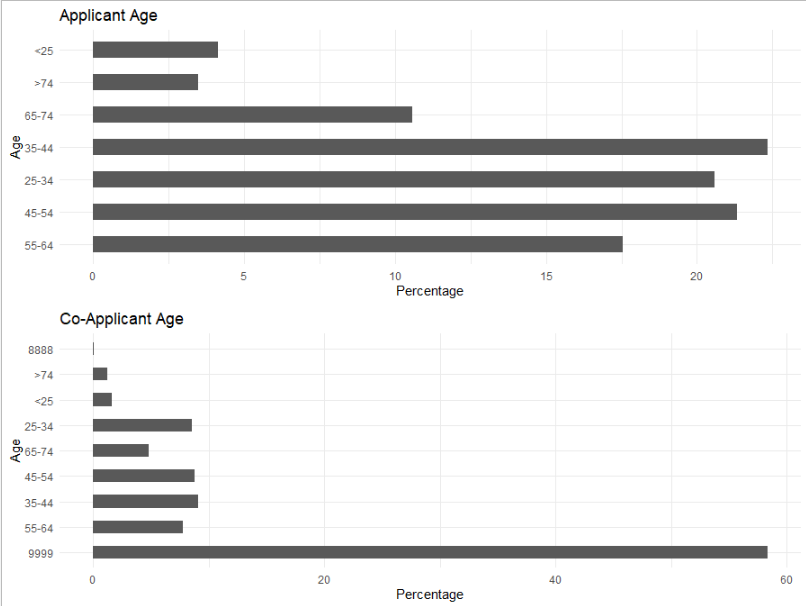 Applicant Age
<25
>74
65-74
35-44
25-34
45-54
55-64
Age
0 5 10 15 20
Percentage
Co-Applicant Age
8888
>74
<25
25-34
65-74
45-54
35-44
55-64
9999
Age
0 20 40 60
Percentage